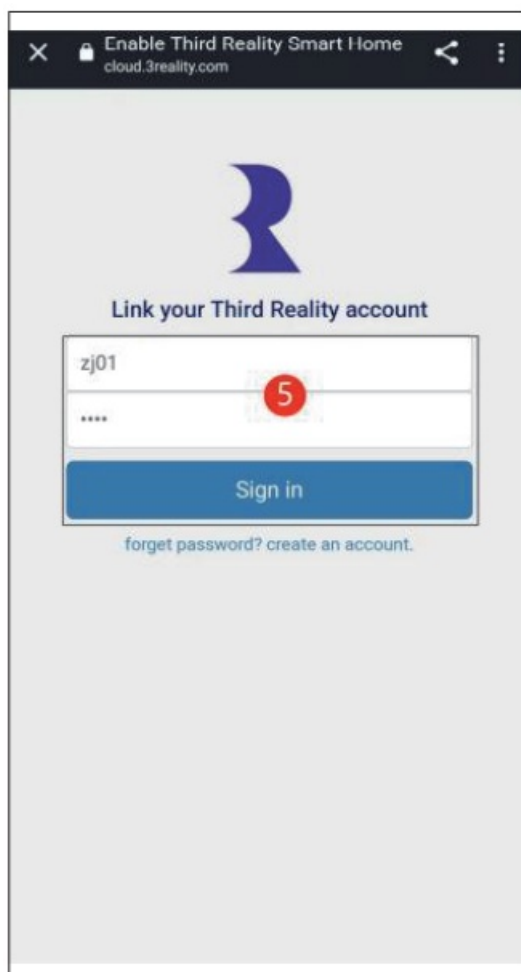 Enable Third Reality Smart Home
cloud.3reality.com
Link your Third Reality account
zj01
5
••••
Sign in
forget password? create an account.